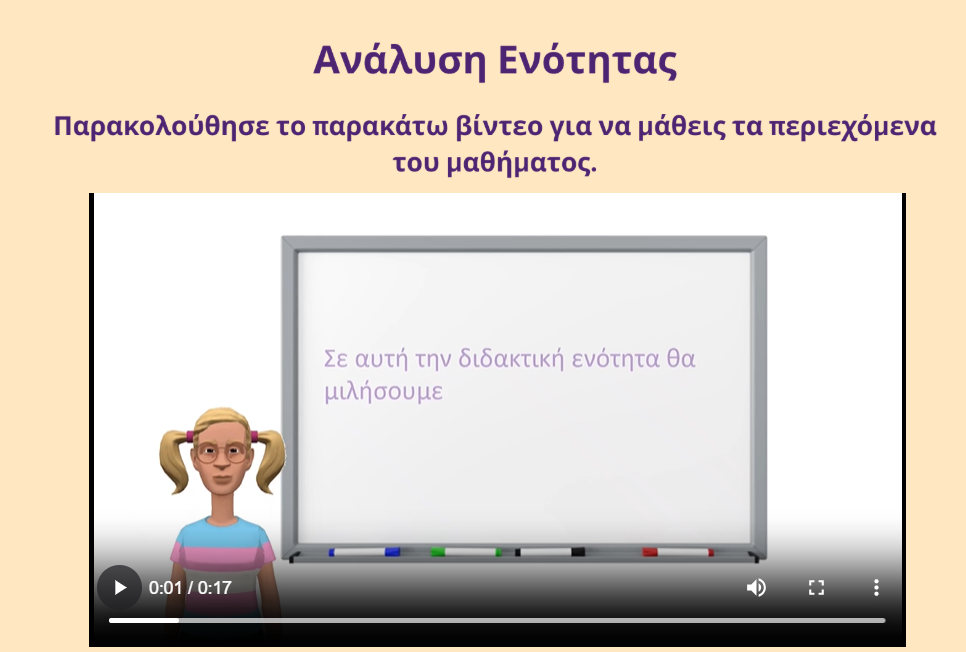 Ανάλυση Ενότητας
Παρακολούθησε το παρακάτω βίντεο για να μάθεις τα περιεχόμενα
του μαθήματος.
Σε αυτή την διδακτική ενότητα θα
μιλήσουμε
0:01 / 0:17